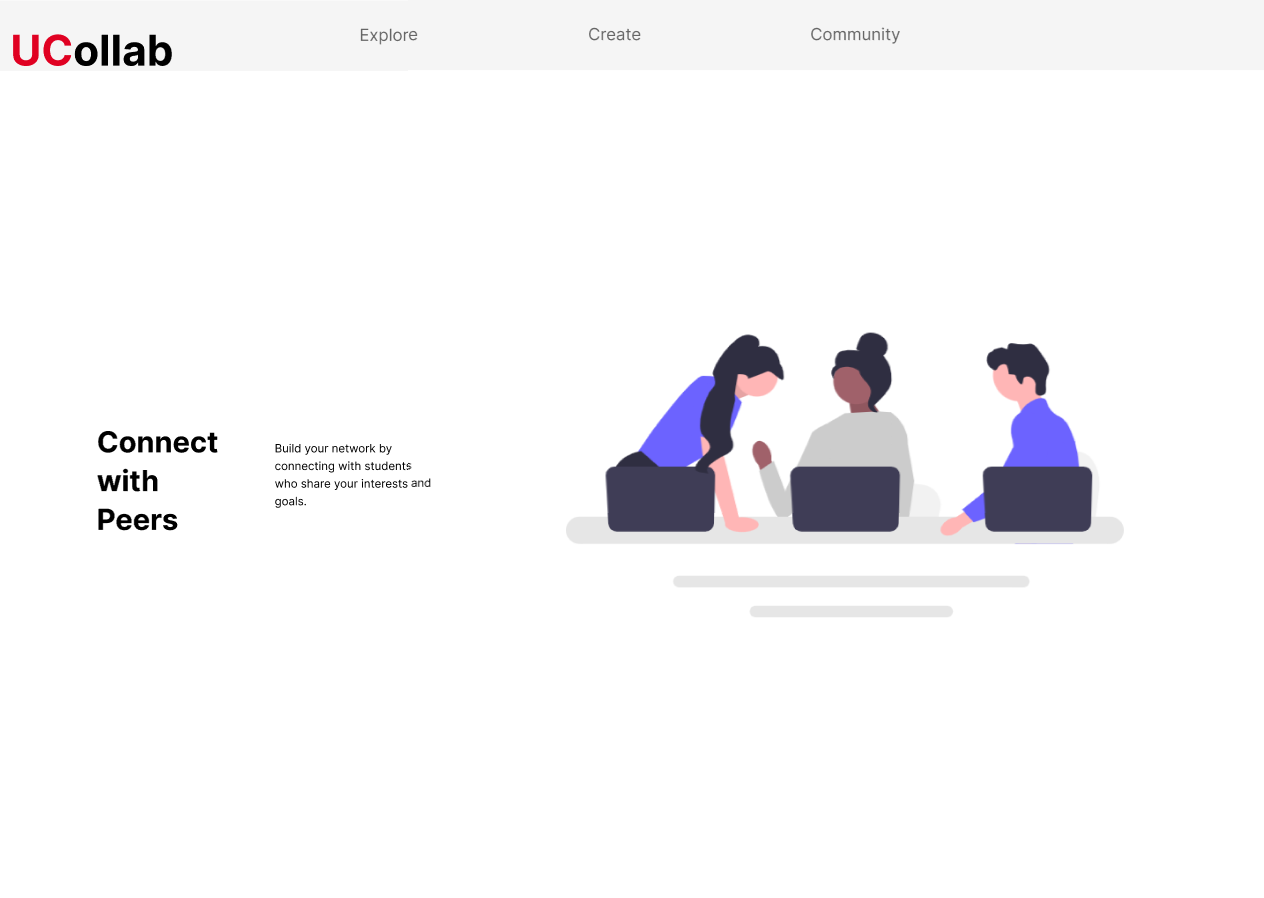 UCollab
Explore
Create
Community
Connect
with
Peers
Build your network by
connecting with students
who share your interests and
goals.